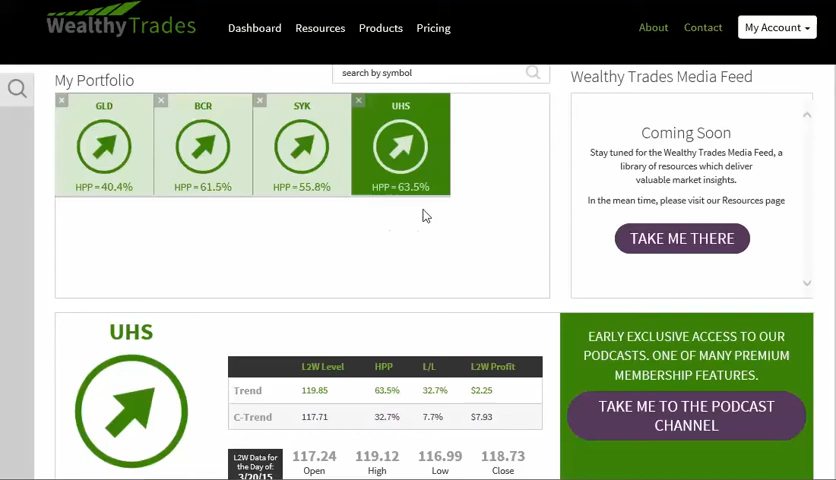 WealthyTrades
Dashboard Resources Products Pricing
About Contact My Account
My Portfolio
search by symbol
Wealthy Trades Media Feed
GLD BCR SYK UHS
HPP = 40.4% HPP = 61.5% HPP = 55.8% HPP = 63.5%
Coming Soon
Stay tuned for the Wealthy Trades Media Feed, a
library of resources which deliver
valuable market insights.
In the mean time, please visit our Resources page
TAKE ME THERE
UHS
L2W Level HPP L/L L2W Profit
Trend 119.85 63.5% 32.7% $2.25
C-Trend 117.71 32.7% 7.7% $7.93
L2W Data for
the Day of:
3/20/15
117.24 119.12 116.99 118.73
Open High Low Close
EARLY EXCLUSIVE ACCESS TO OUR
PODCASTS. ONE OF MANY PREMIUM
MEMBERSHIP FEATURES.
TAKE ME TO THE PODCAST
CHANNEL